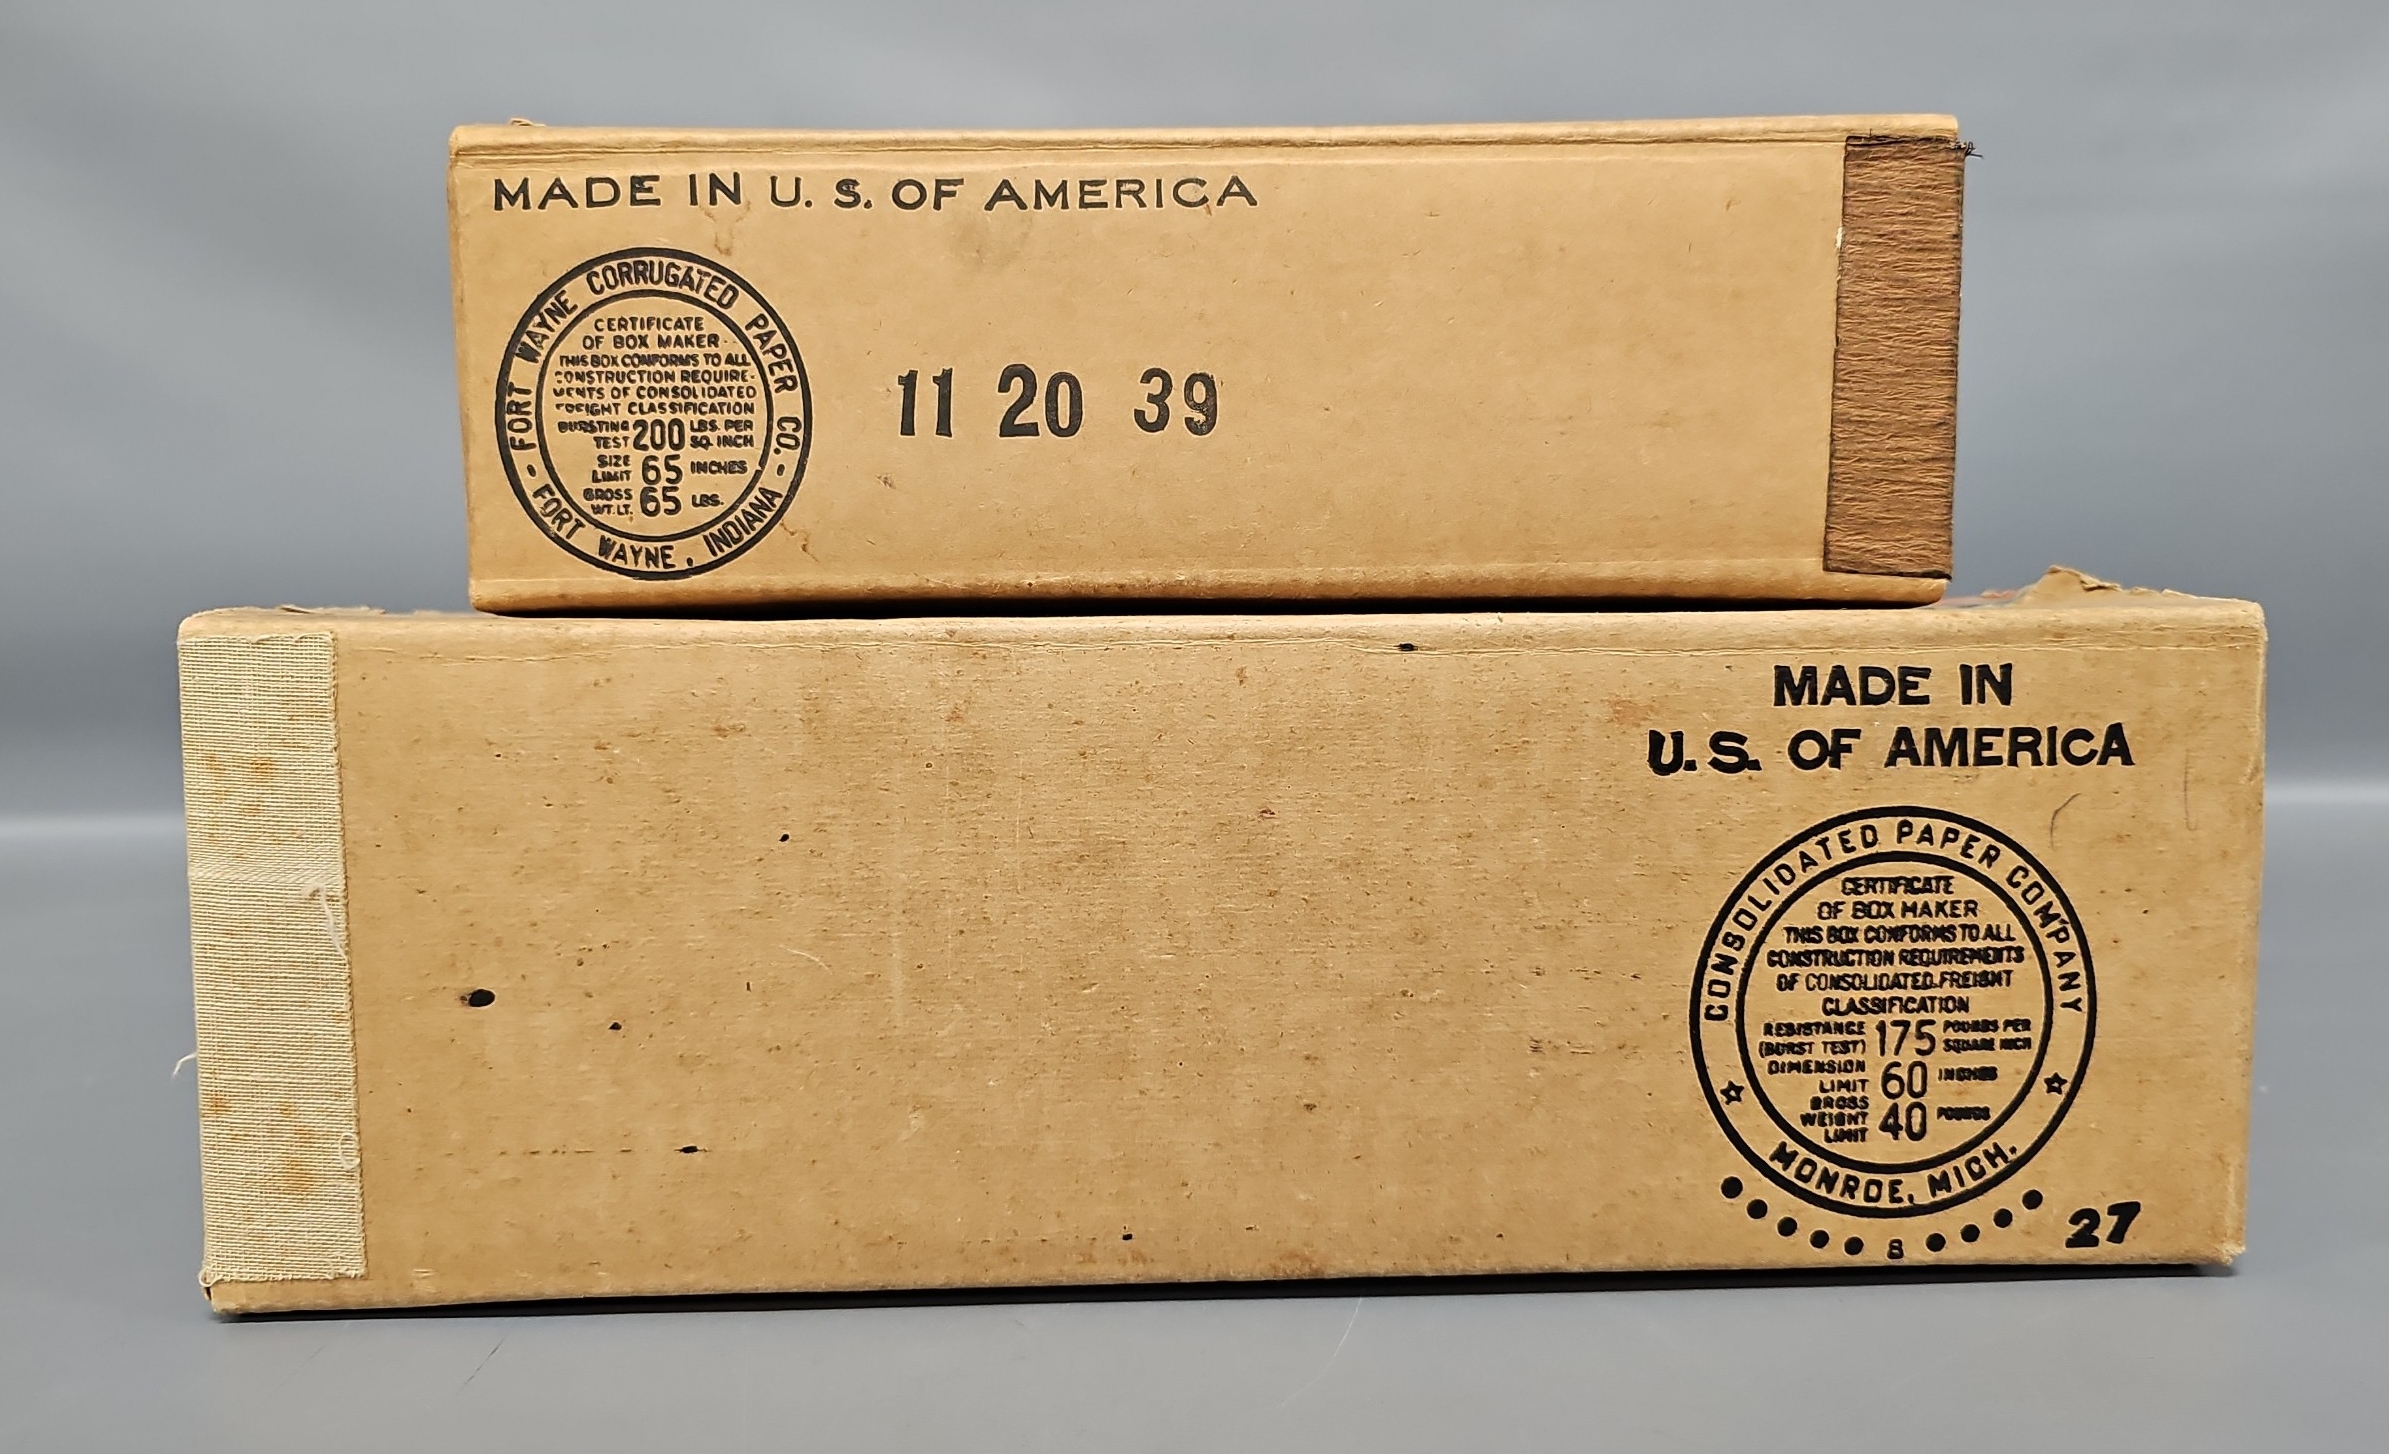 MADE IN U. S. OF AMERICA
FORT WAYNE CORRUGATED PAPER CO.
CERTIFICATE
OF BOX MAKER
THIS BOX CONFORMS TO ALL
CONSTRUCTION REQUIRE-
MENTS OF CONSOLIDATED
FREIGHT CLASSIFICATION
BURSTING TEST 200 LBS. PER SQ. INCH
SIZE LIMIT 65 INCHES
GROSS WT. LT. 65 LBS.
- FORT WAYNE, INDIANA -
11 20 39
MADE IN
U.S. OF AMERICA
CONSOLIDATED PAPER COMPANY
CERTIFICATE
OF BOX MAKER
THIS BOX CONFORMS TO ALL
CONSTRUCTION REQUIREMENTS
OF CONSOLIDATED FREIGHT
CLASSIFICATION
RESISTANCE (BURST TEST) 175 POUNDS PER SQUARE INCH
DIMENSION LIMIT 60 INCHES
GROSS WEIGHT LIMIT 40 POUNDS
MONROE, MICH.
8
27